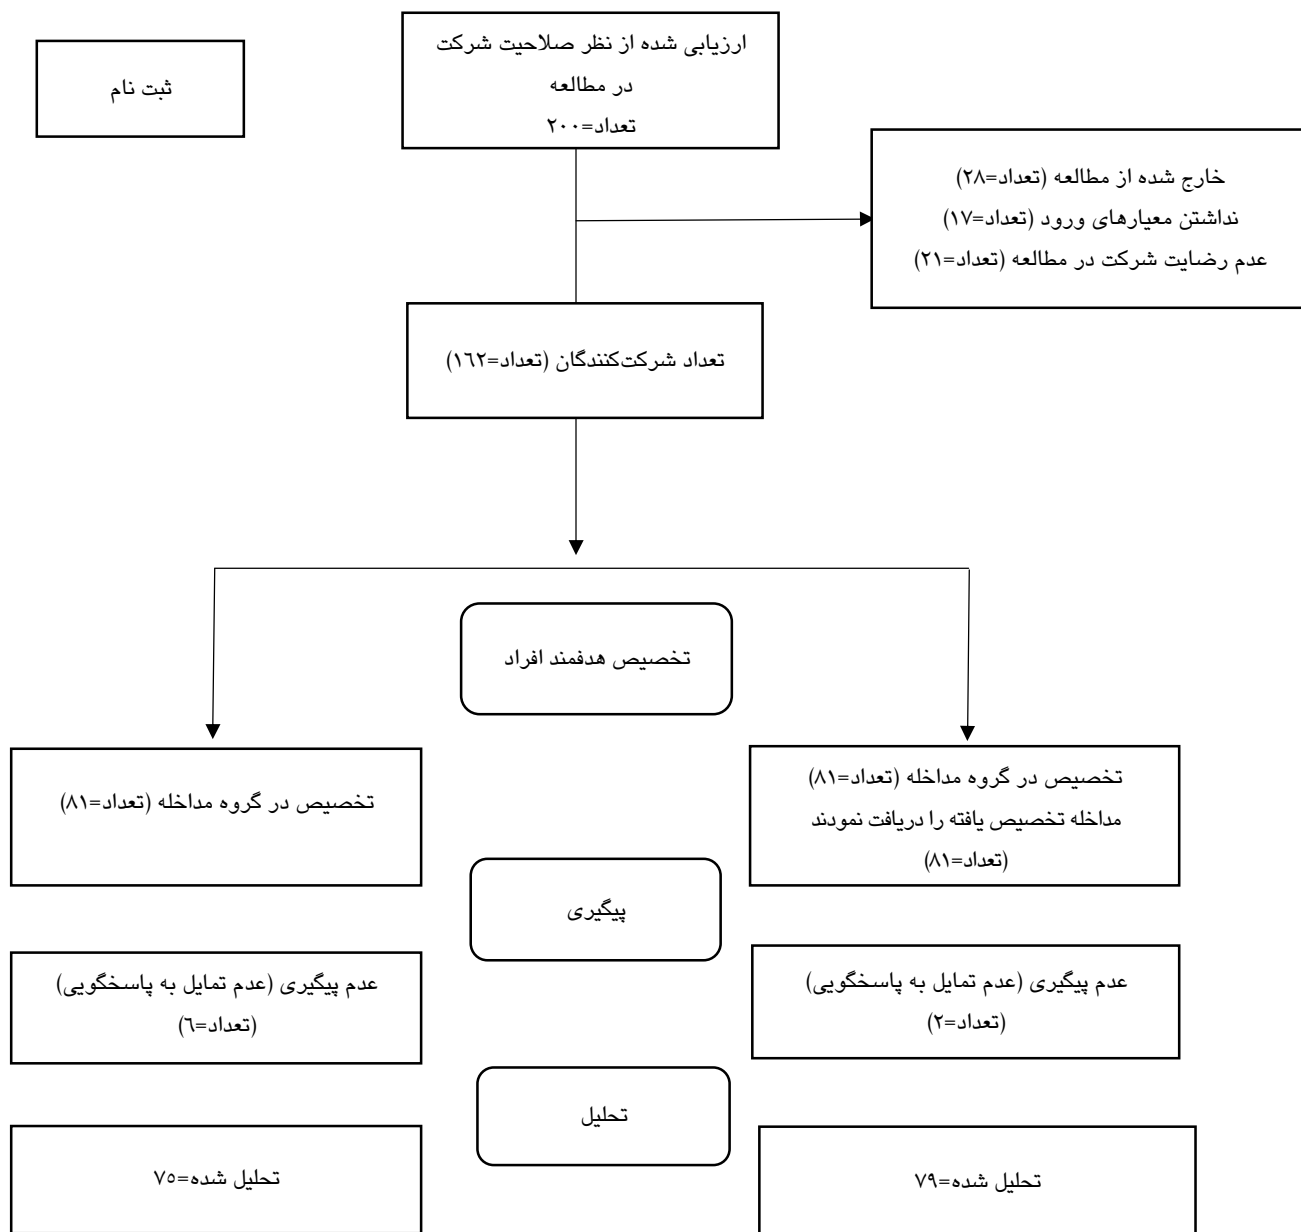 ثبت نام
ارزیابی شده از نظر صلاحیت شرکت
در مطالعه
تعداد=۲۰۰
خارج شده از مطالعه (تعداد=۲۸)
نداشتن معیارهای ورود (تعداد=۱۷)
عدم رضایت شرکت در مطالعه (تعداد=۲۱)
تعداد شرکت‌کنندگان (تعداد=۱٦۲)
تخصیص هدفمند افراد
تخصیص در گروه مداخله (تعداد=۸۱)
مداخله تخصیص یافته را دریافت نمودند
(تعداد=۸۱)
تخصیص در گروه مداخله (تعداد=۸۱)
پیگیری
عدم پیگیری (عدم تمایل به پاسخگویی)
(تعداد=۲)
عدم پیگیری (عدم تمایل به پاسخگویی)
(تعداد=٦)
تحلیل
تحلیل شده=۷۹
تحلیل شده=۷٥